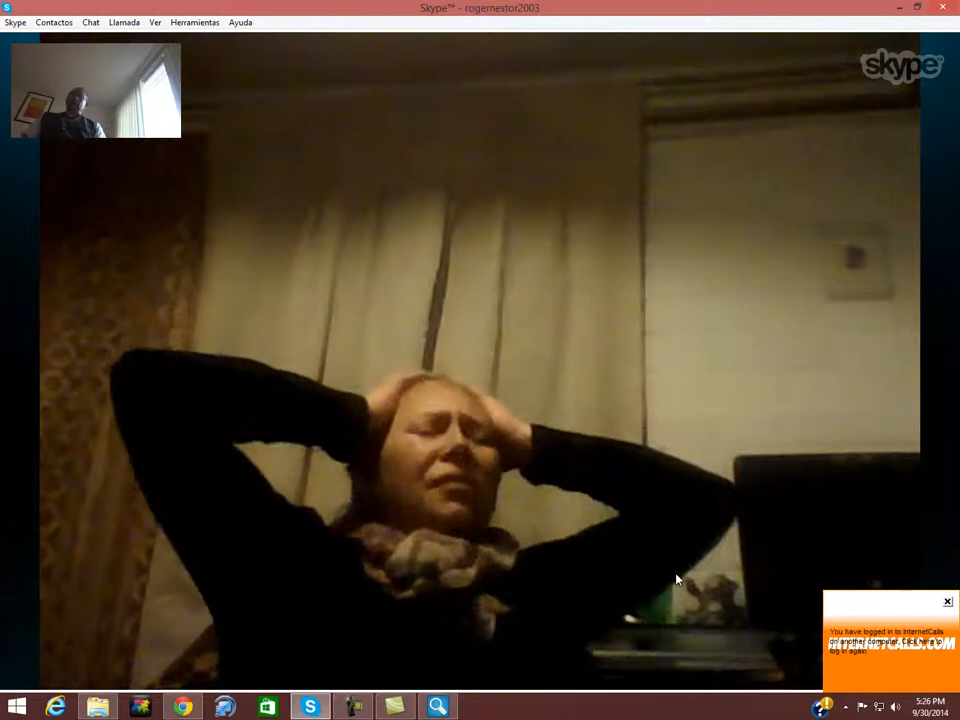 Skype™ - rogernestor2003
Skype Contactos Chat Llamada Ver Herramientas Ayuda
skype
You have logged in to InternetCalls
on another computer. Click here to
log in again
INTERNETCALLS.COM
5:26 PM
9/30/2014